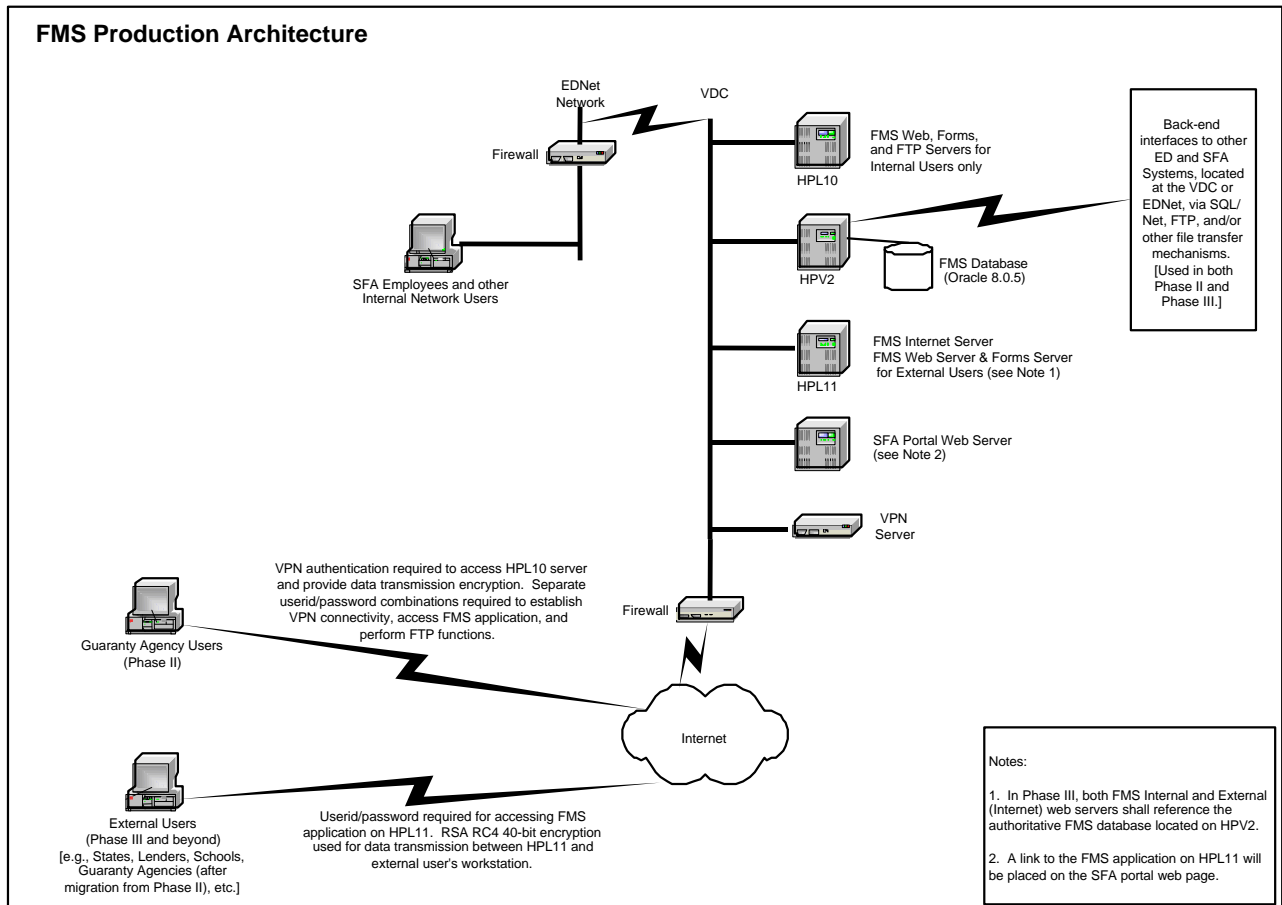 FMS Production Architecture
EDNet
Network
VDC
Firewall
SFA Employees and other
Internal Network Users
HPL10
FMS Web, Forms,
and FTP Servers for
Internal Users only
HPV2
FMS Database
(Oracle 8.0.5)
Back-end
interfaces to other
ED and SFA
Systems, located
at the VDC or
EDNet, via SQL/
Net, FTP, and/or
other file transfer
mechanisms.
[Used in both
Phase II and
Phase III.]
HPL11
FMS Internet Server
FMS Web Server & Forms Server
for External Users (see Note 1)
SFA Portal Web Server
(see Note 2)
VPN
Server
Firewall
VPN authentication required to access HPL10 server
and provide data transmission encryption. Separate
userid/password combinations required to establish
VPN connectivity, access FMS application, and
perform FTP functions.
Guaranty Agency Users
(Phase II)
Internet
External Users
(Phase III and beyond)
[e.g., States, Lenders, Schools,
Guaranty Agencies (after
migration from Phase II), etc.]
Userid/password required for accessing FMS
application on HPL11. RSA RC4 40-bit encryption
used for data transmission between HPL11 and
external user's workstation.
Notes:
1. In Phase III, both FMS Internal and External
(Internet) web servers shall reference the
authoritative FMS database located on HPV2.
2. A link to the FMS application on HPL11 will
be placed on the SFA portal web page.